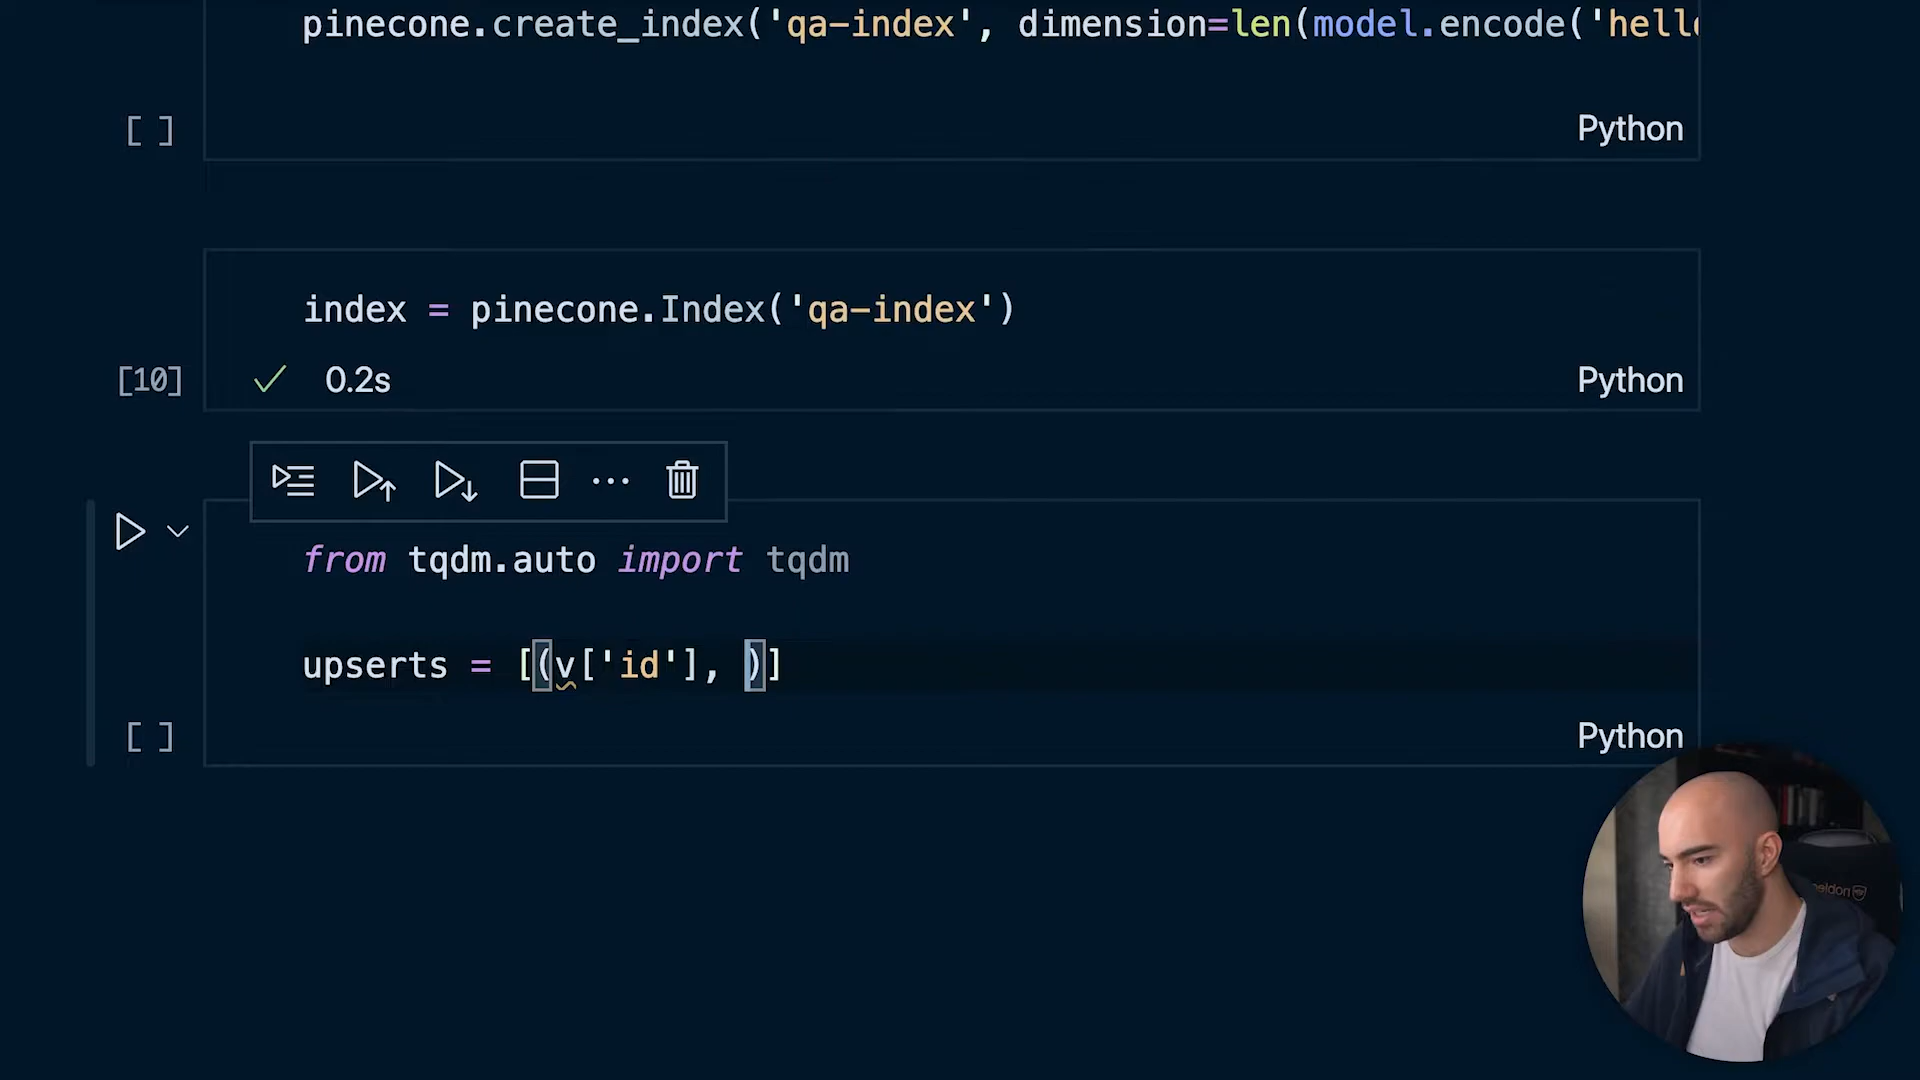 pinecone.create_index('qa-index', dimension=len(model.encode('hell
[ ]
Python
index = pinecone.Index('qa-index')
[10]
0.2s
Python
from tqdm.auto import tqdm
upserts = [(v['id'], )]
[ ]
Python